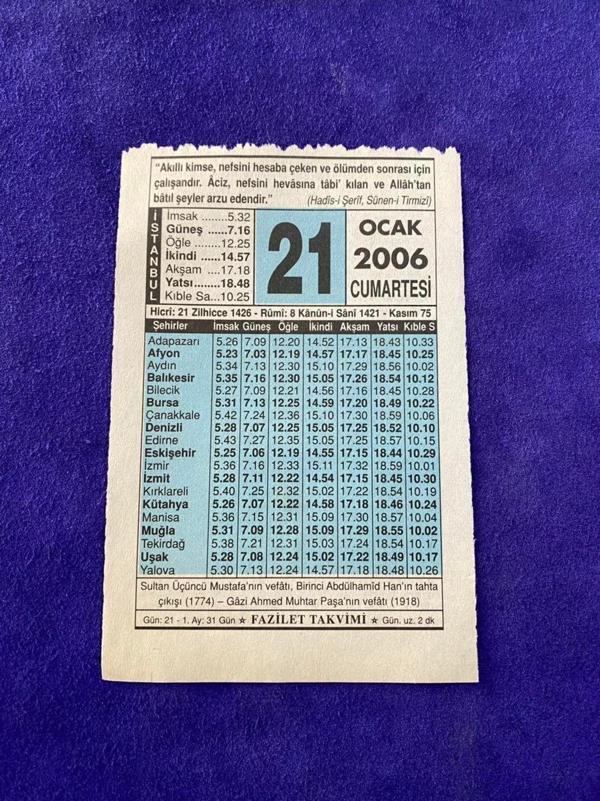 "Akıllı kimse, nefsini hesaba çeken ve ölümden sonrası için
çalışandır. Âciz, nefsini hevâsına tâbi' kılan ve Allâh'tan
bâtıl şeyler arzu edendir." (Hadîs-i Şerîf, Sünen-i Tirmizî)
İSTANBUL
İmsak ........5.32
Güneş ......7.16
Öğle ........12.25
İkindi ......14.57
Akşam ....17.18
Yatsı........18.48
Kıble Sa...10.25
21
OCAK
2006
CUMARTESİ
Hicrî: 21 Zilhicce 1426 - Rûmî: 8 Kânûn-i Sânî 1421 - Kasım 75
Şehirler İmsak Güneş Öğle İkindi Akşam Yatsı Kıble S
Adapazarı 5.26 7.09 12.20 14.52 17.13 18.43 10.33
Afyon 5.23 7.03 12.19 14.57 17.17 18.45 10.25
Aydın 5.34 7.13 12.30 15.10 17.29 18.56 10.02
Balıkesir 5.35 7.16 12.30 15.05 17.26 18.54 10.12
Bilecik 5.27 7.09 12.21 14.56 17.16 18.45 10.28
Bursa 5.31 7.13 12.25 14.59 17.20 18.49 10.22
Çanakkale 5.42 7.24 12.36 15.10 17.30 18.59 10.06
Denizli 5.28 7.07 12.25 15.05 17.25 18.52 10.10
Edirne 5.43 7.27 12.35 15.05 17.25 18.57 10.15
Eskişehir 5.25 7.06 12.19 14.55 17.15 18.44 10.29
İzmir 5.36 7.16 12.33 15.11 17.32 18.59 10.01
İzmit 5.28 7.11 12.22 14.54 17.15 18.45 10.30
Kırklareli 5.40 7.25 12.32 15.02 17.22 18.54 10.19
Kütahya 5.26 7.07 12.22 14.58 17.18 18.46 10.24
Manisa 5.36 7.15 12.31 15.09 17.30 18.57 10.04
Muğla 5.31 7.09 12.28 15.09 17.29 18.55 10.02
Tekirdağ 5.38 7.21 12.31 15.03 17.24 18.54 10.17
Uşak 5.28 7.08 12.24 15.02 17.22 18.49 10.17
Yalova 5.30 7.13 12.24 14.57 17.18 18.48 10.26
Sultan Üçüncü Mustafa'nın vefâtı, Birinci Abdülhamîd Han'ın tahta
çıkışı (1774) – Gâzi Ahmed Muhtar Paşa'nın vefâtı (1918)
Gün: 21 - 1. Ay: 31 Gün ★ FAZİLET TAKVİMİ ★ Gün. uz. 2 dk